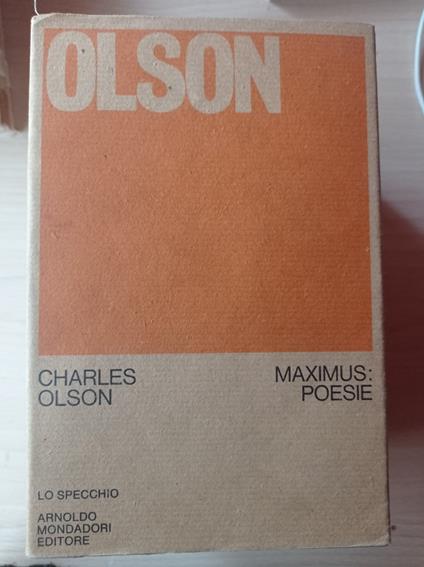 OLSON
CHARLES
OLSON
MAXIMUS:
POESIE
LO SPECCHIO
ARNOLDO
MONDADORI
EDITORE